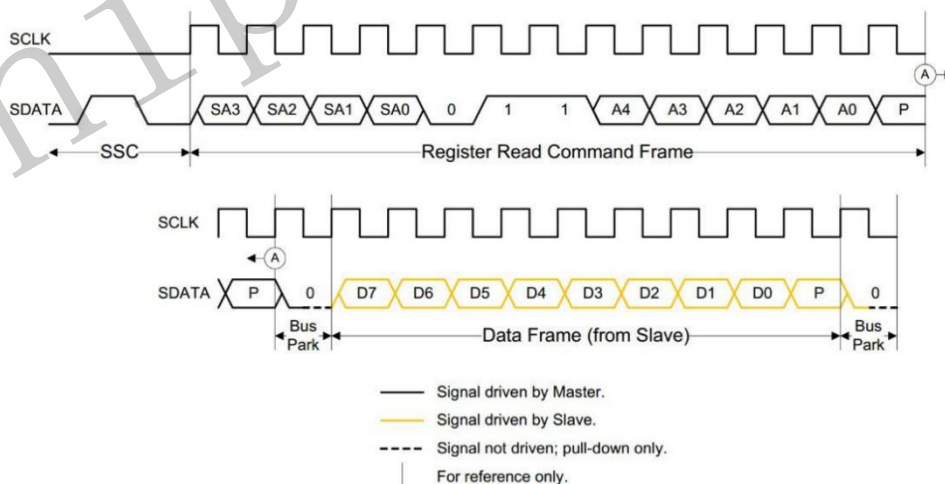 mipi
SCLK
A
SDATA SA3 SA2 SA1 SA0 0 1 1 A4 A3 A2 A1 A0 P
SSC Register Read Command Frame
SCLK
A
SDATA P 0 D7 D6 D5 D4 D3 D2 D1 D0 P 0
Bus Park Data Frame (from Slave) Bus Park
Signal driven by Master.
Signal driven by Slave.
Signal not driven; pull-down only.
For reference only.